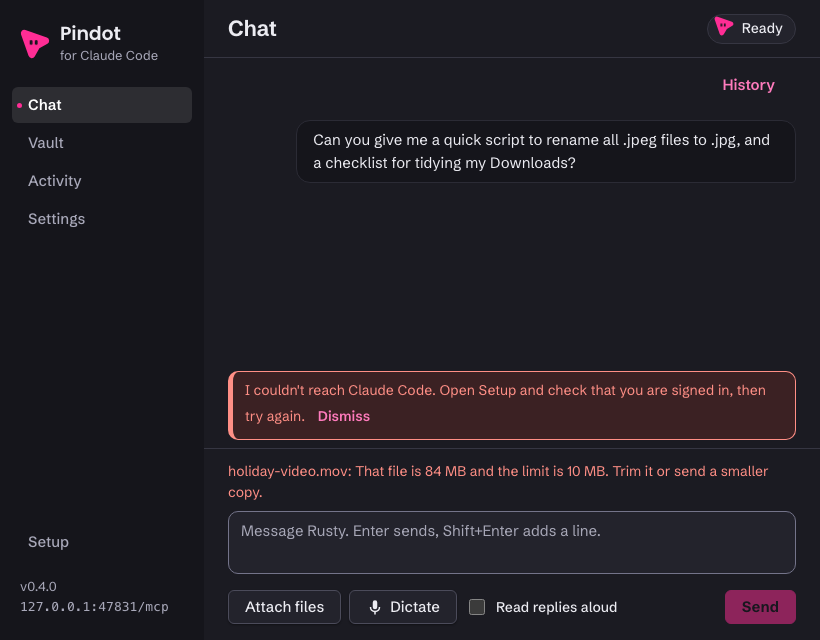 Pindot
for Claude Code
Chat
Vault
Activity
Settings
Setup
v0.4.0
127.0.0.1:47831/mcp
Chat
Ready
History
Can you give me a quick script to rename all .jpeg files to .jpg, and
a checklist for tidying my Downloads?
I couldn't reach Claude Code. Open Setup and check that you are signed in, then
try again. Dismiss
holiday-video.mov: That file is 84 MB and the limit is 10 MB. Trim it or send a smaller
copy.
Message Rusty. Enter sends, Shift+Enter adds a line.
Attach files
Dictate
Read replies aloud
Send